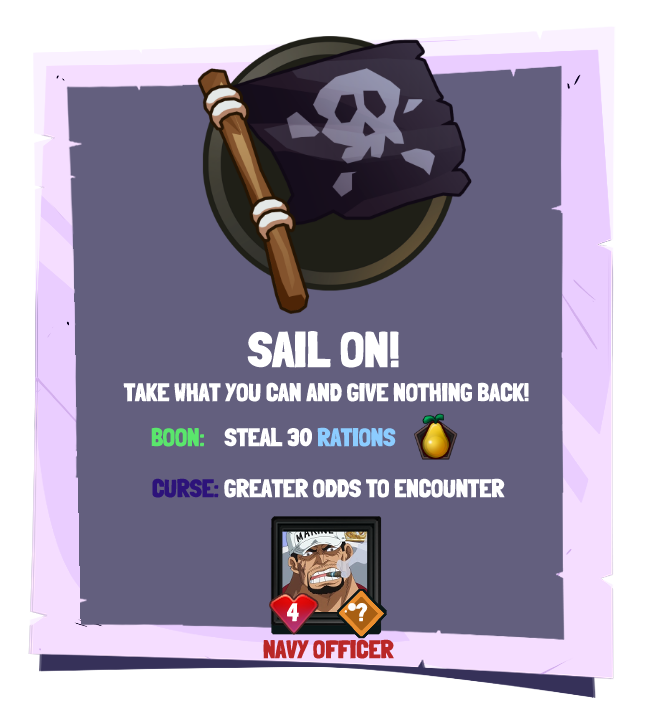 SAIL ON!
TAKE WHAT YOU CAN AND GIVE NOTHING BACK!
BOON: STEAL 30 RATIONS
CURSE: GREATER ODDS TO ENCOUNTER
MARINE
4 ?
NAVY OFFICER